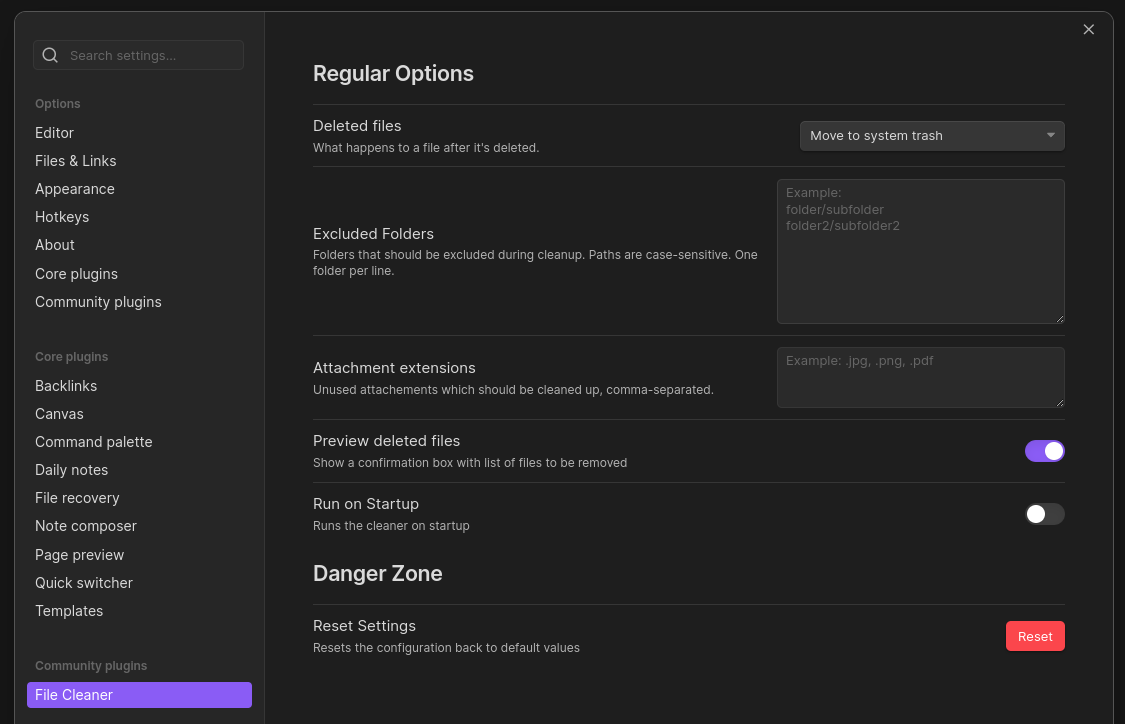 Search settings...
Options
Editor
Files & Links
Appearance
Hotkeys
About
Core plugins
Community plugins
Core plugins
Backlinks
Canvas
Command palette
Daily notes
File recovery
Note composer
Page preview
Quick switcher
Templates
Community plugins
File Cleaner
Regular Options
Deleted files
What happens to a file after it's deleted.
Move to system trash
Excluded Folders
Folders that should be excluded during cleanup. Paths are case-sensitive. One
folder per line.
Example:
folder/subfolder
folder2/subfolder2
Attachment extensions
Unused attachements which should be cleaned up, comma-separated.
Example: .jpg, .png, .pdf
Preview deleted files
Show a confirmation box with list of files to be removed
Run on Startup
Runs the cleaner on startup
Danger Zone
Reset Settings
Resets the configuration back to default values
Reset